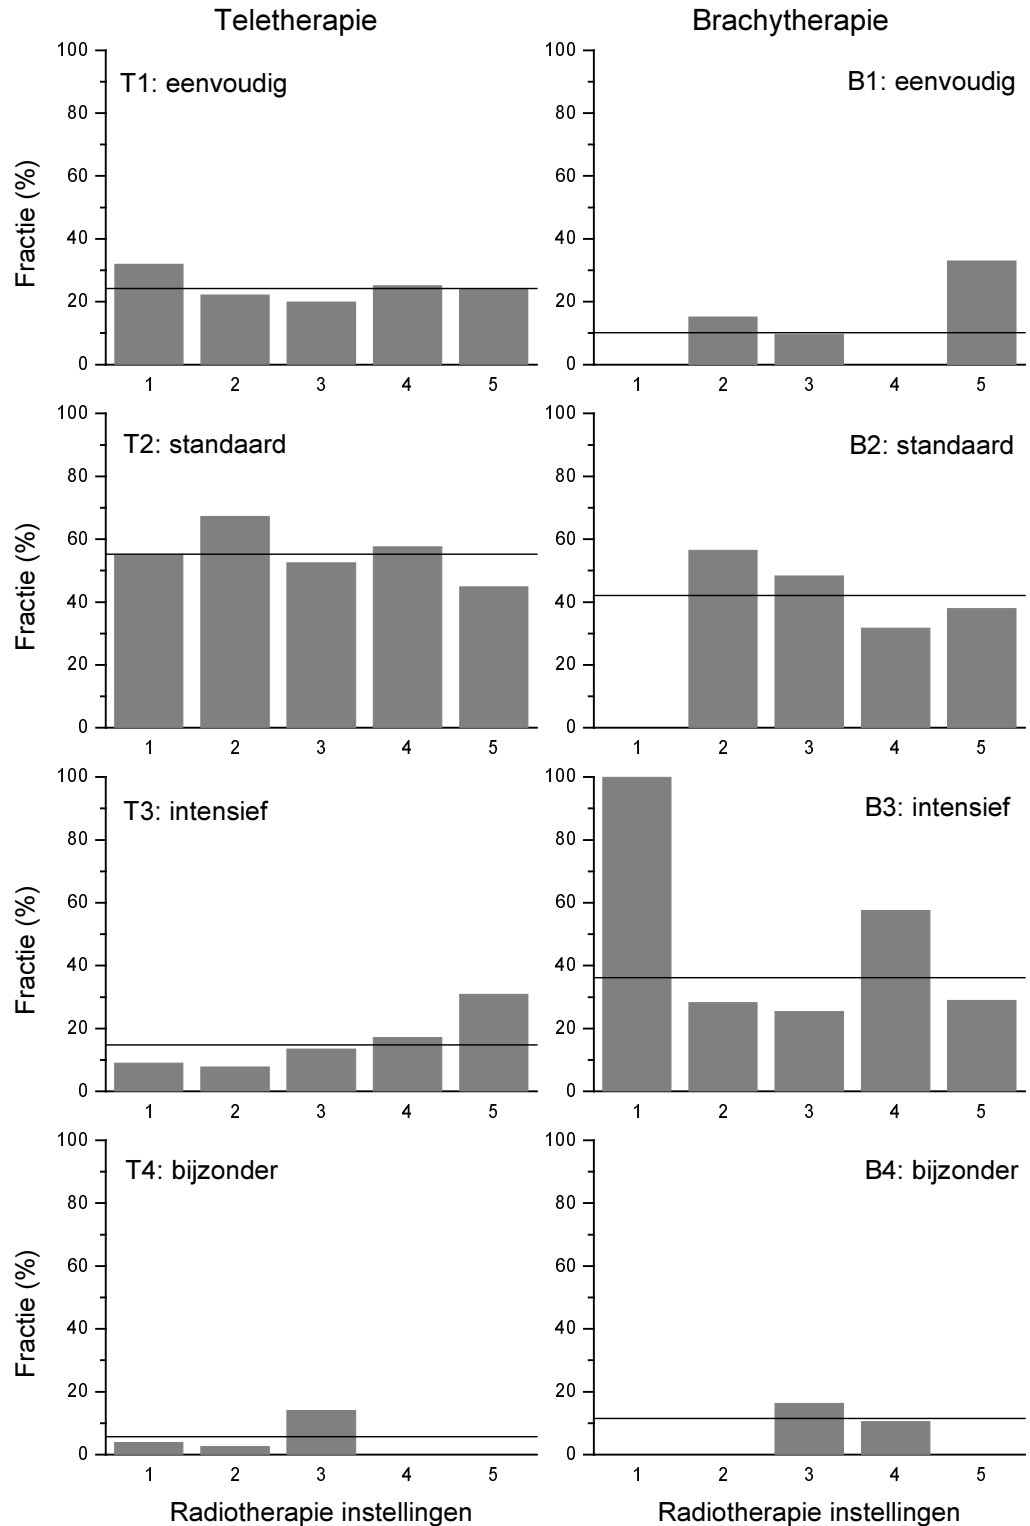 Teletherapie
Brachytherapie
T1: eenvoudig
Fractie (%)
100
80
60
40
20
0
1 2 3 4 5
B1: eenvoudig
100
80
60
40
20
0
1 2 3 4 5
T2: standaard
Fractie (%)
100
80
60
40
20
0
1 2 3 4 5
B2: standaard
100
80
60
40
20
0
1 2 3 4 5
T3: intensief
Fractie (%)
100
80
60
40
20
0
1 2 3 4 5
B3: intensief
100
80
60
40
20
0
1 2 3 4 5
T4: bijzonder
Fractie (%)
100
80
60
40
20
0
1 2 3 4 5
Radiotherapie instellingen
B4: bijzonder
100
80
60
40
20
0
1 2 3 4 5
Radiotherapie instellingen